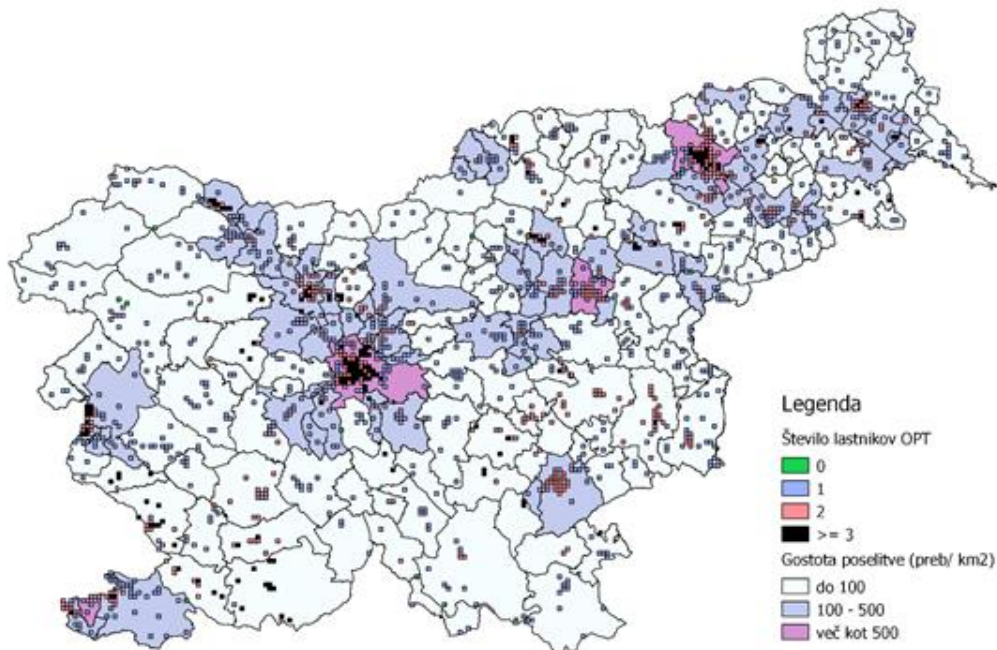 Legenda
Število lastnikov OPT
0
1
2
>= 3
Gostota poselitve (preb/ km2)
do 100
100 - 500
več kot 500